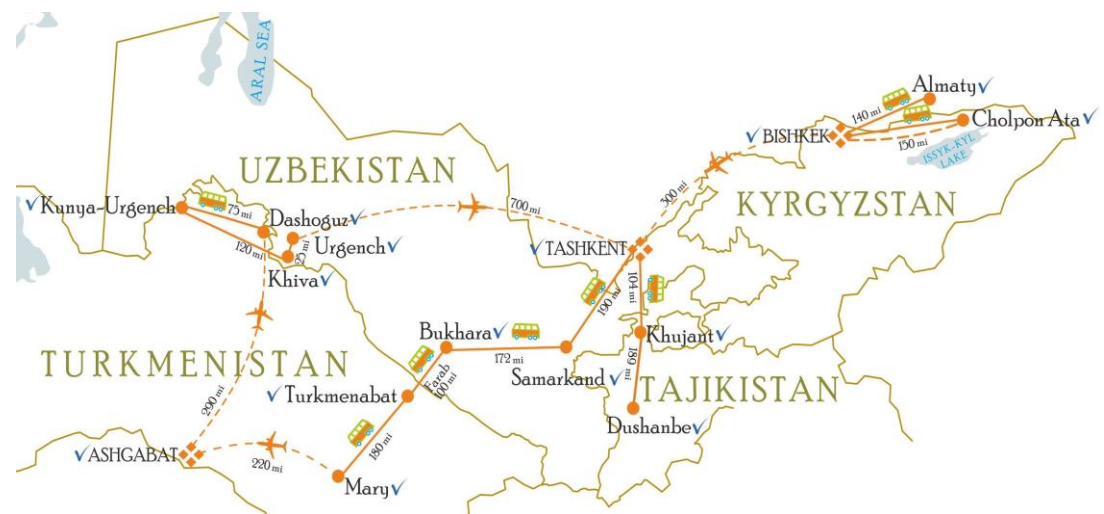 ARAL SEA
Almaty
140 mi
Cholpon Ata
BISHKEK
150 mi
ISSYK-KYL
LAKE
UZBEKISTAN
300 mi
KYRGYZSTAN
Kunya-Urgench
75 mi
Dashoguz
700 mi
Urgench
TASHKENT
120 mi
25 mi
Khiva
104 mi
190 mi
Bukhara
Khujant
172 mi
TURKMENISTAN
Samarkand
189 mi
TAJIKISTAN
Farab
100 mi
Turkmenabat
290 mi
Dushanbe
180 mi
ASHGABAT
220 mi
Mary